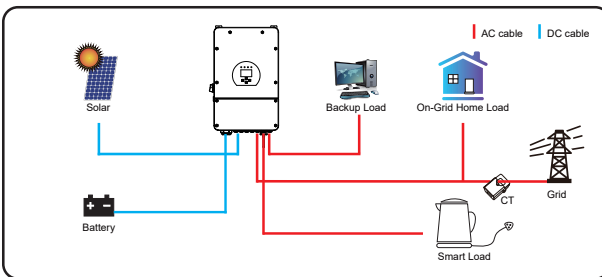 AC cable DC cable
Solar
Backup Load
On-Grid Home Load
CT
Grid
Battery
Smart Load